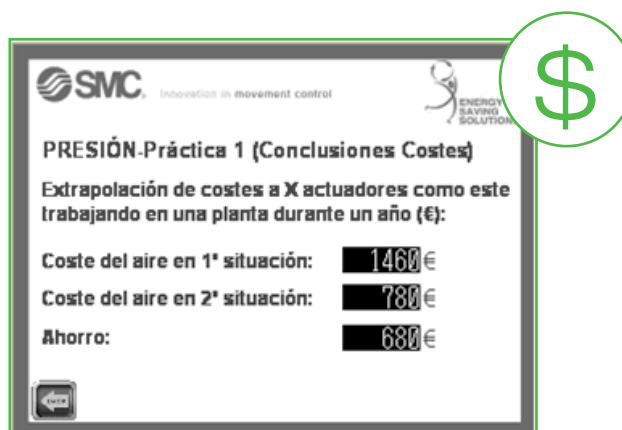 $
SMC. Innovation in movement control
ENERGY
SAVING
SOLUTION
PRESIÓN-Práctica 1 (Conclusiones Costes)
Extrapolación de costes a X actuadores como este
trabajando en una planta durante un año (€):
Coste del aire en 1ª situación: 1460 €
Coste del aire en 2ª situación: 780 €
Ahorro: 680 €